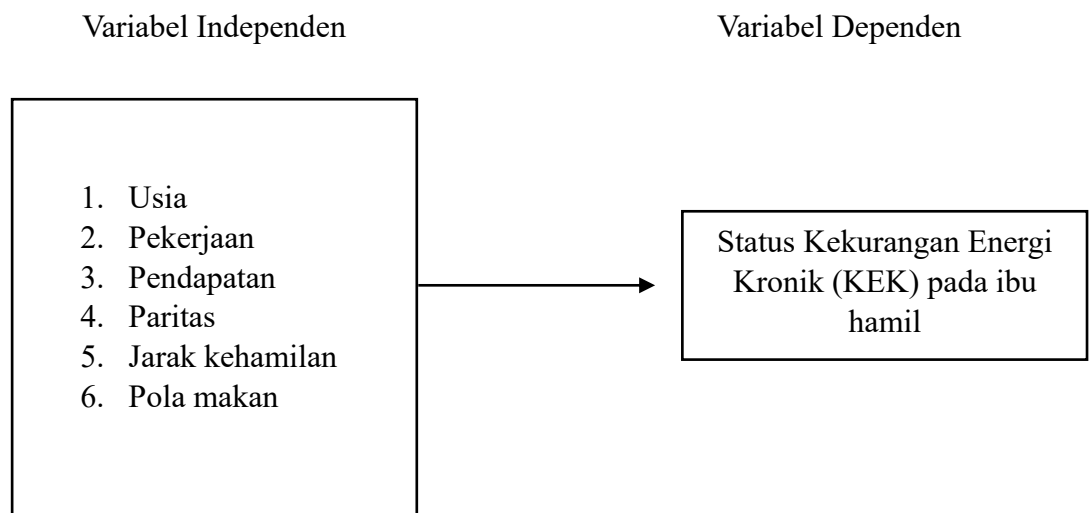 Variabel Independen
Variabel Dependen
1. Usia
2. Pekerjaan
3. Pendapatan
4. Paritas
5. Jarak kehamilan
6. Pola makan
Status Kekurangan Energi
Kronik (KEK) pada ibu
hamil